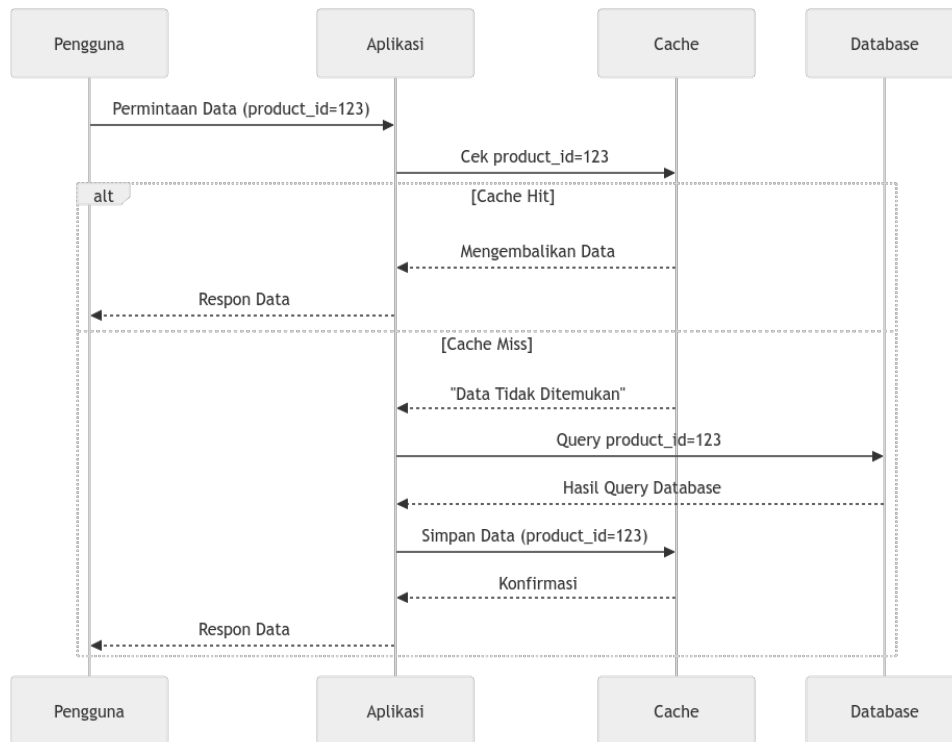 Pengguna
Aplikasi
Cache
Database
Permintaan Data (product_id=123)
Cek product_id=123
alt
[Cache Hit]
Mengembalikan Data
Respon Data
[Cache Miss]
"Data Tidak Ditemukan"
Query product_id=123
Hasil Query Database
Simpan Data (product_id=123)
Konfirmasi
Respon Data
Pengguna
Aplikasi
Cache
Database